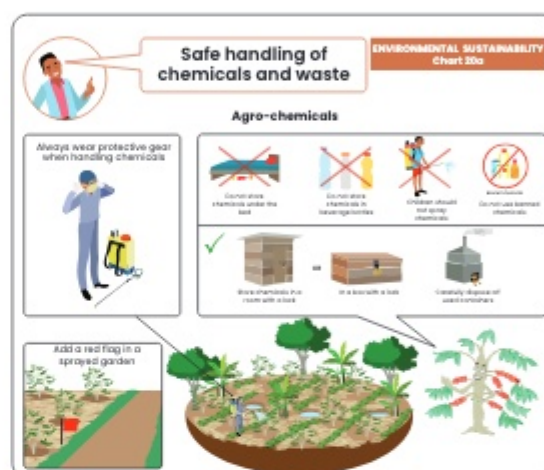 Safe handling of
chemicals and waste
ENVIRONMENTAL SUSTAINABILITY
Chart 20a
Agro-chemicals
Always wear protective gear
when handling chemicals
Do not store
chemicals under the
bed
Do not store
chemicals in
beverage bottles
Children should
not spray
chemicals
Do not use banned
chemicals
Store chemicals in a
room with a lock
or
in a box with a lock
Carefully dispose of
used containers
Add a red flag in a
sprayed garden